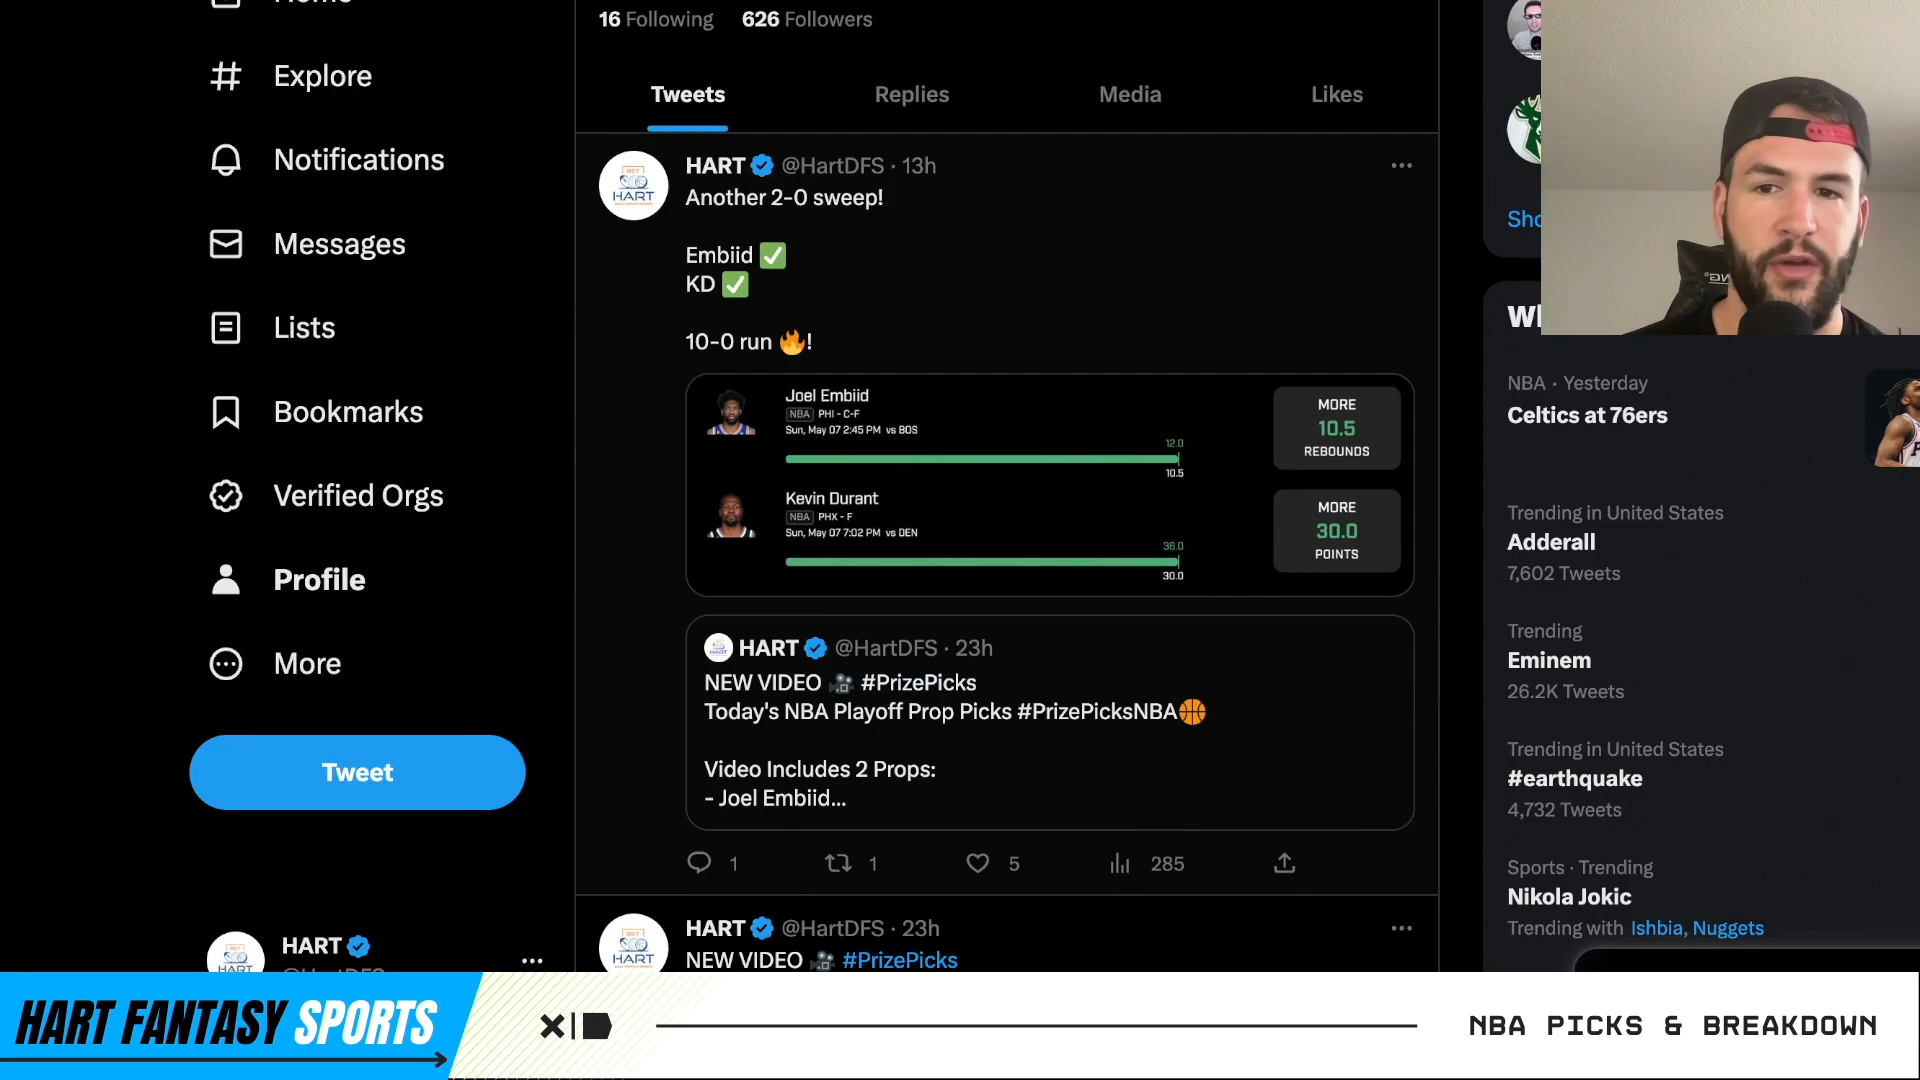 16 Following 626 Followers
Explore
Notifications
Messages
Lists
Bookmarks
Verified Orgs
Profile
More
Tweet
HART
Tweets Replies Media Likes
HART @HartDFS · 13h
Another 2-0 sweep!
Embiid ✅
KD ✅
10-0 run 🔥!
Joel Embiid
NBA PHI - C-F
Sun, May 07 2:45 PM vs BOS
12.0
10.5
MORE
10.5
REBOUNDS
Kevin Durant
NBA PHX - F
Sun, May 07 7:02 PM vs DEN
36.0
30.0
MORE
30.0
POINTS
HART @HartDFS · 23h
NEW VIDEO 🎥 #PrizePicks
Today's NBA Playoff Prop Picks #PrizePicksNBA🏀
Video Includes 2 Props:
- Joel Embiid...
1 1 5 285
HART @HartDFS · 23h
NEW VIDEO 🎥 #PrizePicks
NBA · Yesterday
Celtics at 76ers
Trending in United States
Adderall
7,602 Tweets
Trending
Eminem
26.2K Tweets
Trending in United States
#earthquake
4,732 Tweets
Sports · Trending
Nikola Jokic
Trending with Ishbia, Nuggets
HART FANTASY SPORTS
NBA PICKS & BREAKDOWN